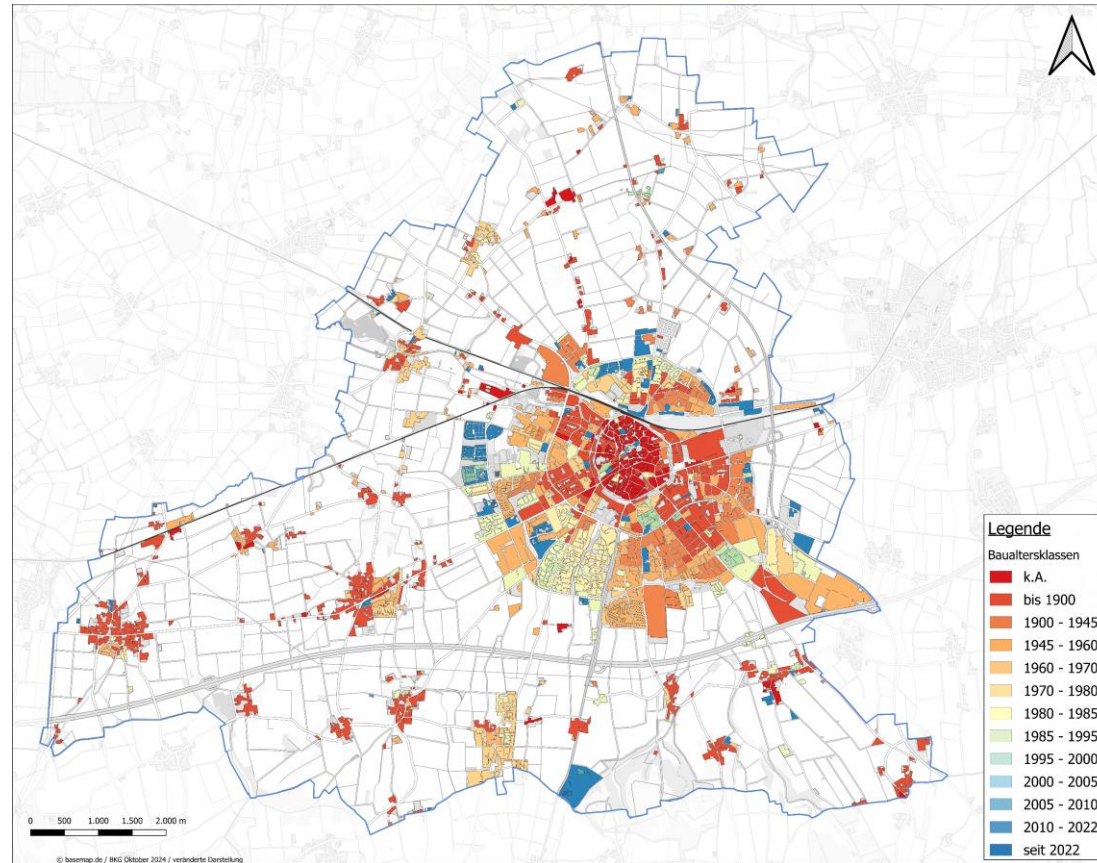 Legende
Baualtersklassen
k.A.
bis 1900
1900 - 1945
1945 - 1960
1960 - 1970
1970 - 1980
1980 - 1985
1985 - 1995
1995 - 2000
2000 - 2005
2005 - 2010
2010 - 2022
seit 2022
0 500 1.000 1.500 2.000 m
© basemap.de / BKG Oktober 2024 / veränderte Darstellung